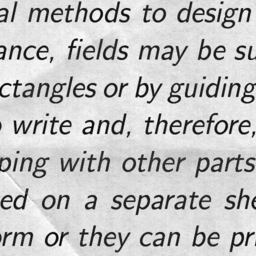 al methods to design
ance, fields may be su
ctangles or by guiding
write and, therefore,
ping with other parts
ed on a separate she
orm or they can be pri